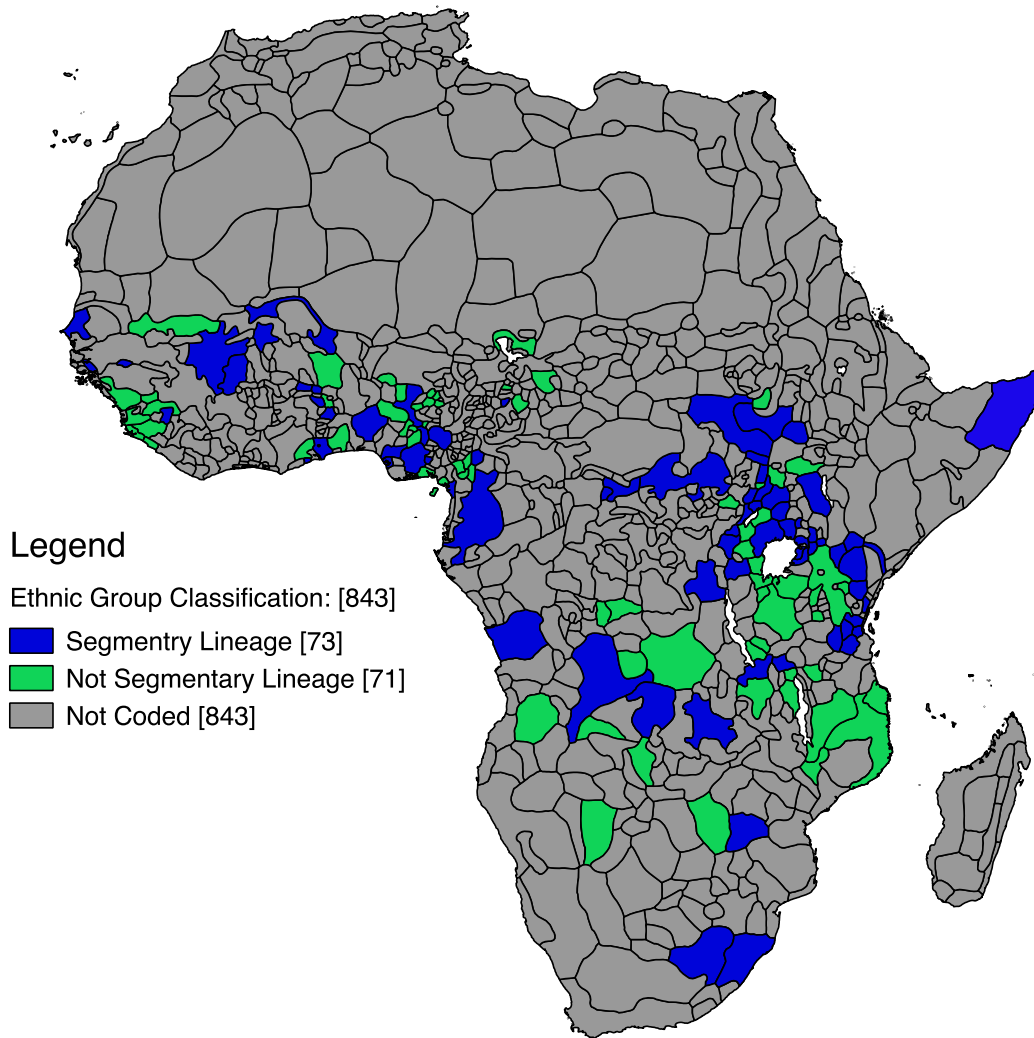 Legend
Ethnic Group Classification: [843]
Segmentry Lineage [73]
Not Segmentary Lineage [71]
Not Coded [843]